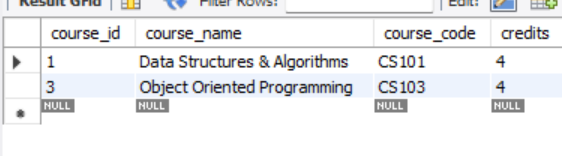 Result Grid Filter Rows: Edit:
course_id course_name course_code credits
1 Data Structures & Algorithms CS101 4
3 Object Oriented Programming CS103 4
NULL NULL NULL NULL